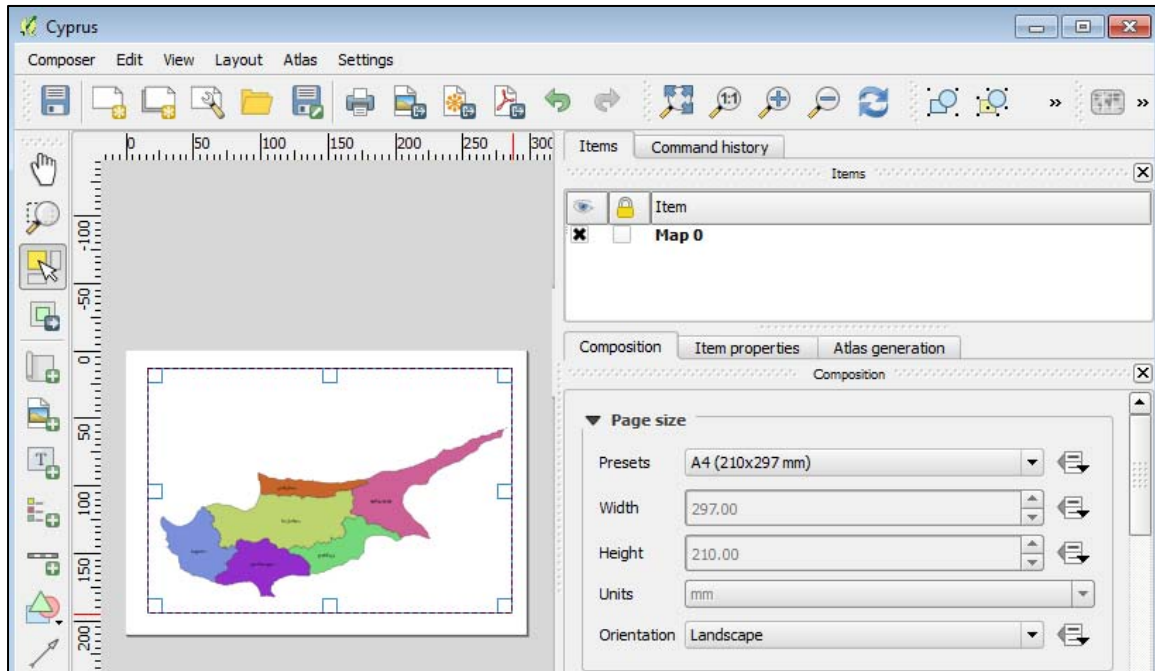 Cyprus
Composer Edit View Layout Atlas Settings
1:1 » »
0 50 100 150 200 250 300
Items Command history
Items
Item
Map 0
-100
-50
0
50
100
150
200
Composition Item properties Atlas generation
Composition
Page size
Presets A4 (210x297 mm)
Width 297.00
Height 210.00
Units mm
Orientation Landscape
T